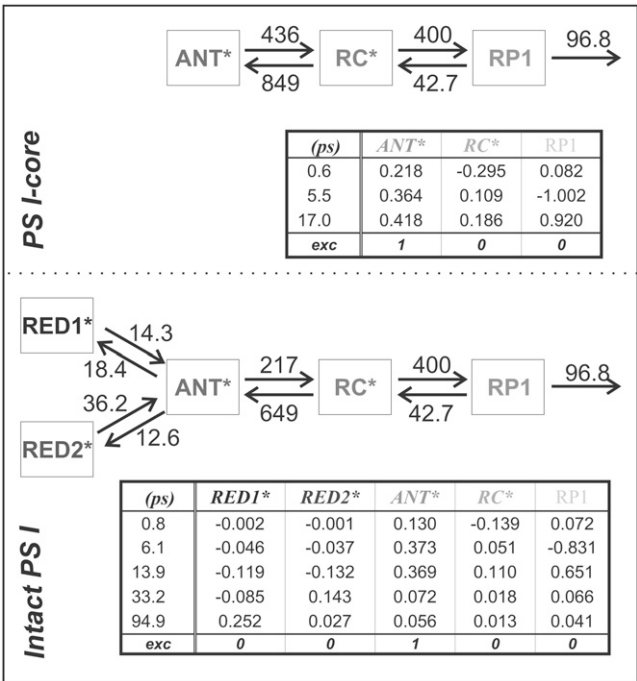 436 400 96.8
ANT* RC* RP1
849 42.7
PS I-core
(ps) ANT* RC* RP1
0.6 0.218 -0.295 0.082
5.5 0.364 0.109 -1.002
17.0 0.418 0.186 0.920
exc 1 0 0
RED1*
14.3
18.4 217 400 96.8
ANT* RC* RP1
36.2 649 42.7
12.6
RED2*
Intact PS I
(ps) RED1* RED2* ANT* RC* RP1
0.8 -0.002 -0.001 0.130 -0.139 0.072
6.1 -0.046 -0.037 0.373 0.051 -0.831
13.9 -0.119 -0.132 0.369 0.110 0.651
33.2 -0.085 0.143 0.072 0.018 0.066
94.9 0.252 0.027 0.056 0.013 0.041
exc 0 0 1 0 0